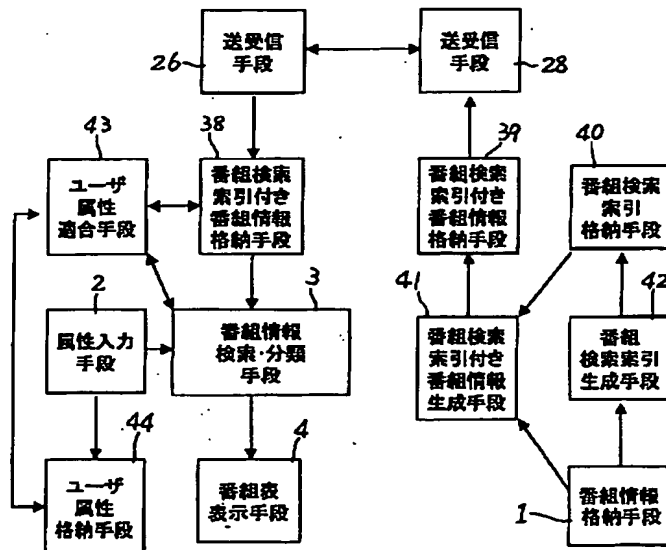 送受信
手段
26
送受信
手段
28
43
ユーザ
属性
適合手段
38
番組検索
索引付き
番組情報
格納手段
39
番組検索
索引付き
番組情報
格納手段
40
番組検索
索引
格納手段
2
属性入力
手段
3
番組情報
検索・分類
手段
41
番組検索
索引付き
番組情報
生成手段
42
番組
検索索引
生成手段
44
ユーザ
属性
格納手段
4
番組表
表示手段
1
番組情報
格納手段